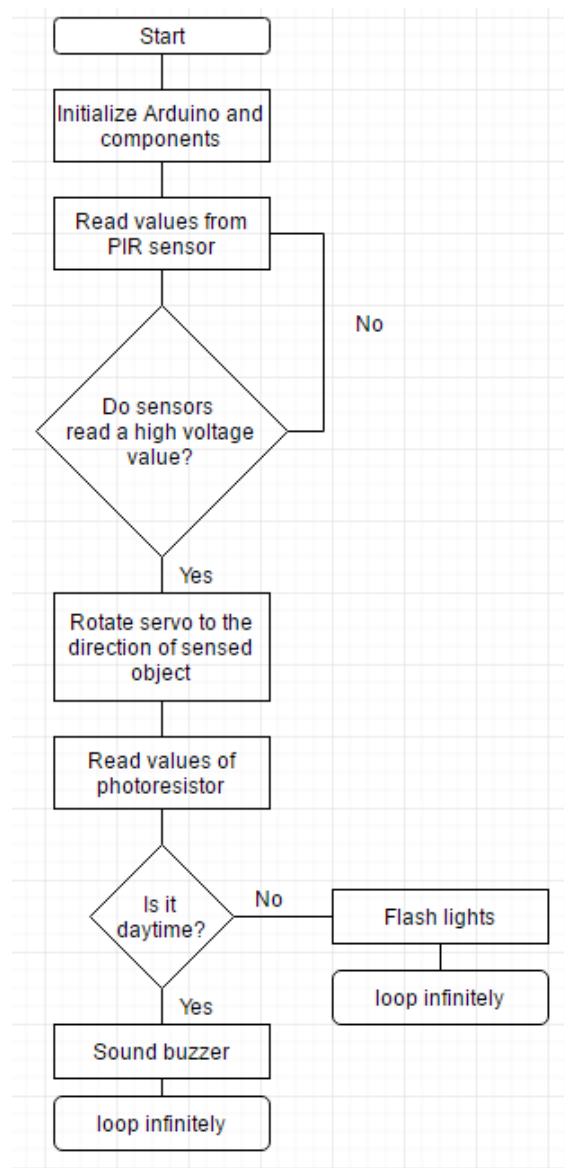 Start
Initialize Arduino and
components
Read values from
PIR sensor
No
Do sensors
read a high voltage
value?
Yes
Rotate servo to the
direction of sensed
object
Read values of
photoresistor
Is it
daytime?
No
Flash lights
loop infinitely
Yes
Sound buzzer
loop infinitely